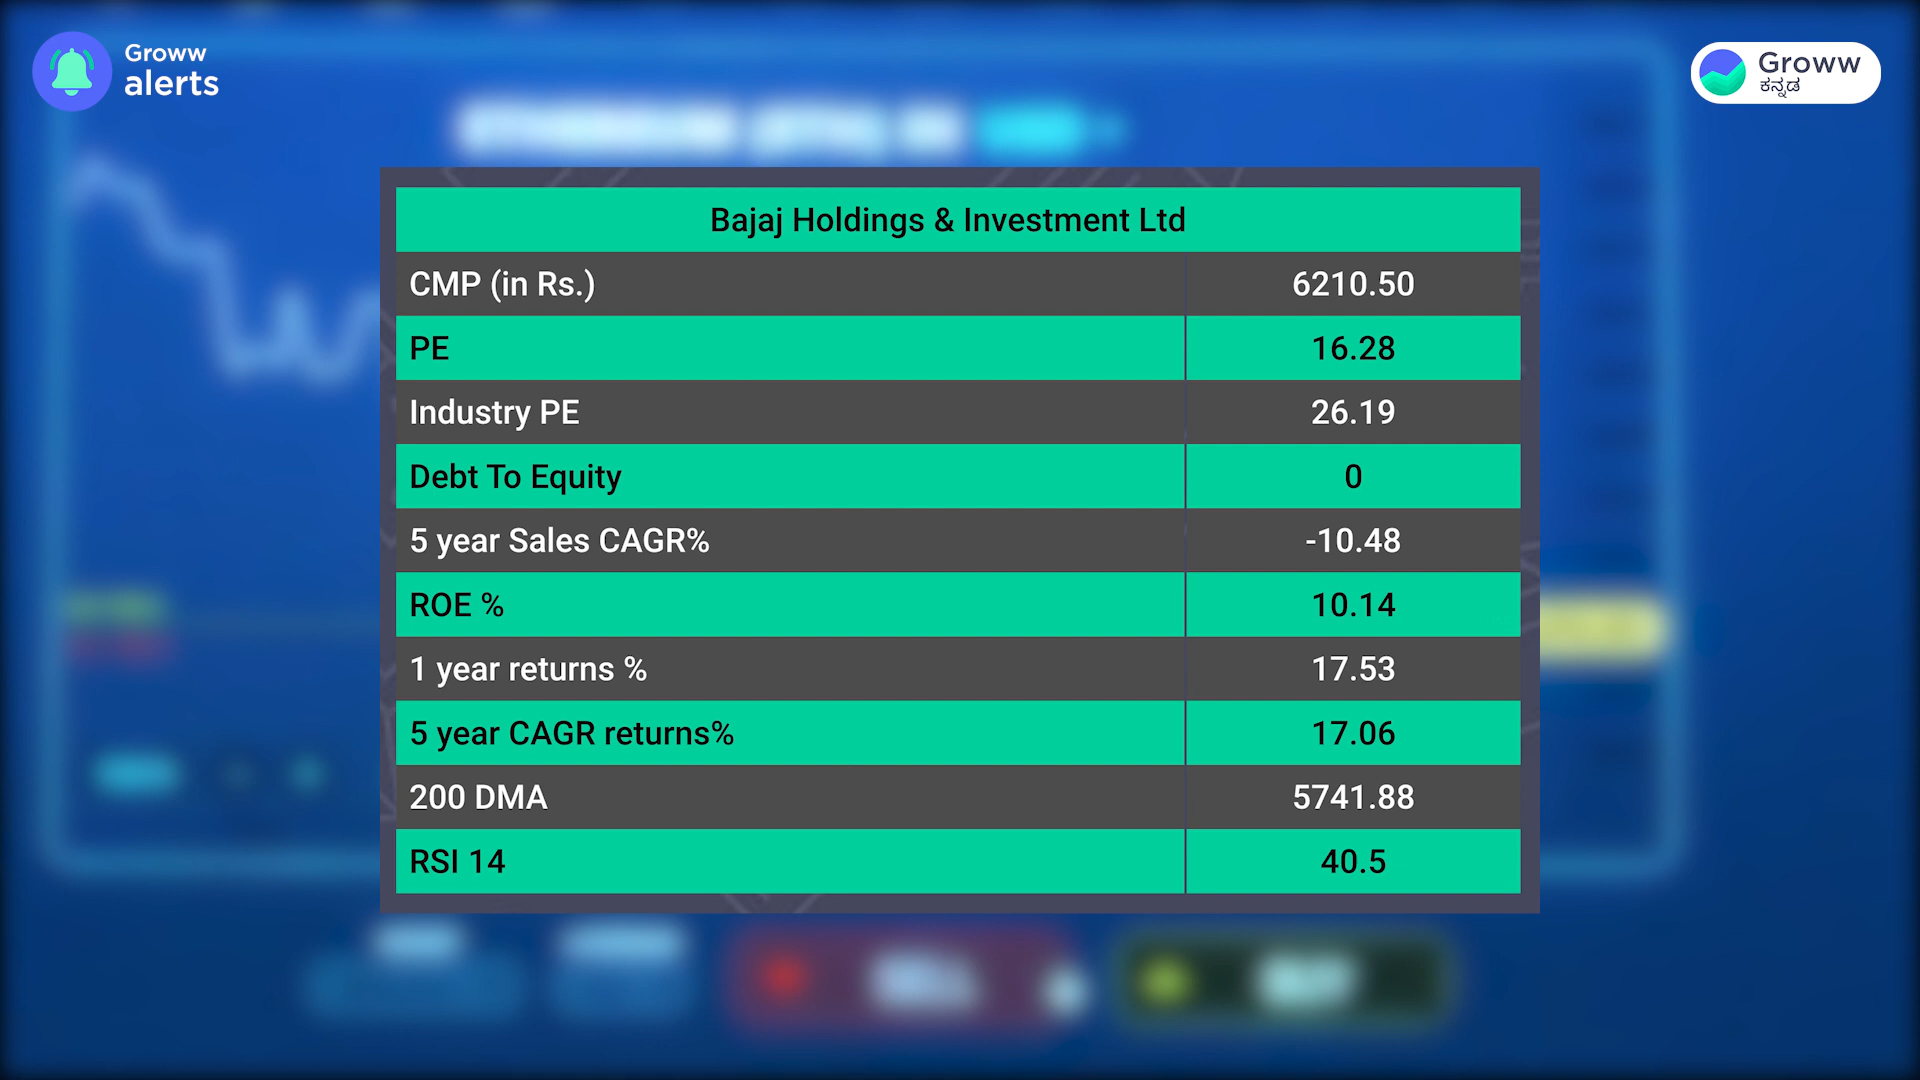 Groww
alerts
Groww
ಕನ್ನಡ
Bajaj Holdings & Investment Ltd
CMP (in Rs.) 6210.50
PE 16.28
Industry PE 26.19
Debt To Equity 0
5 year Sales CAGR% -10.48
ROE % 10.14
1 year returns % 17.53
5 year CAGR returns% 17.06
200 DMA 5741.88
RSI 14 40.5